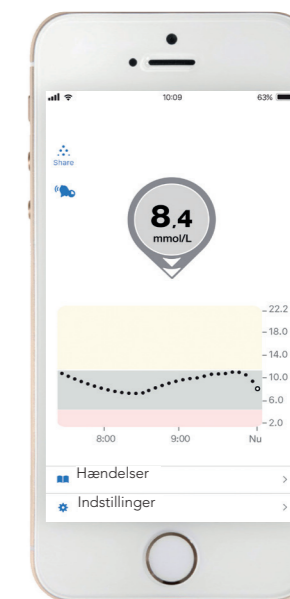 10:09
63%
Share
8,4
mmol/L
22.2
18.0
14.0
10.0
6.0
2.0
8:00
9:00
Nu
Hændelser
Indstillinger